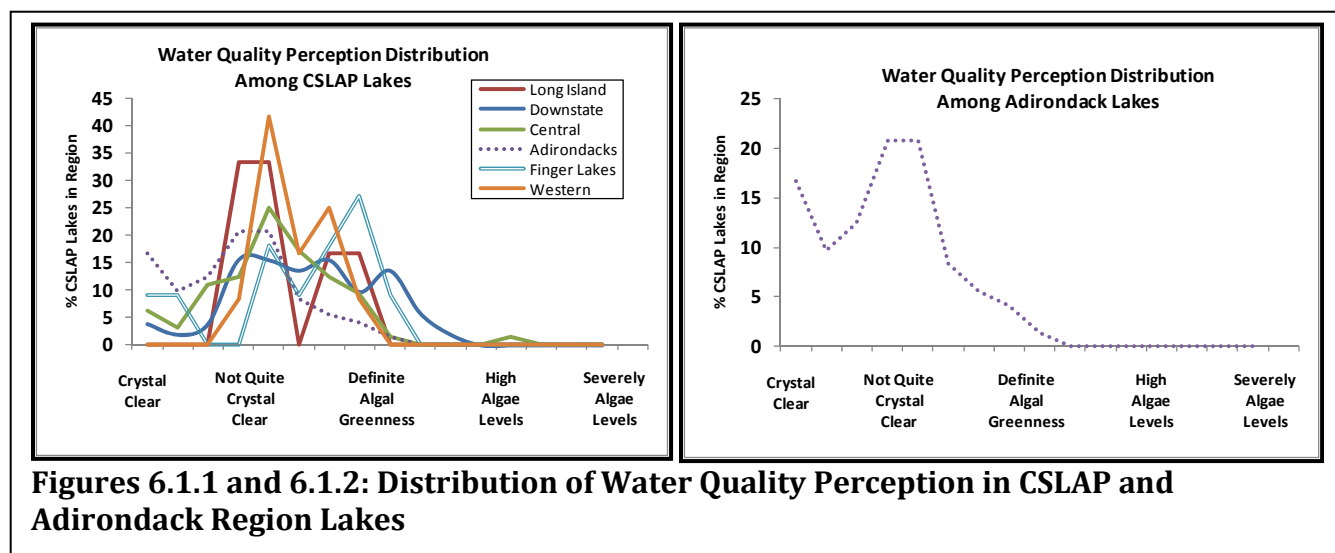 Water Quality Perception Distribution
Among CSLAP Lakes
% CSLAP Lakes in Region
45
40
35
30
25
20
15
10
5
0
Long Island
Downstate
Central
Adirondacks
Finger Lakes
Western
Crystal
Clear
Not Quite
Crystal
Clear
Definite
Algal
Greenness
High
Algae
Levels
Severely
Algae
Levels
Water Quality Perception Distribution
Among Adirondack Lakes
% CSLAP Lakes in Region
25
20
15
10
5
0
Crystal
Clear
Not Quite
Crystal
Clear
Definite
Algal
Greenness
High
Algae
Levels
Severely
Algae
Levels
Figures 6.1.1 and 6.1.2: Distribution of Water Quality Perception in CSLAP and
Adirondack Region Lakes